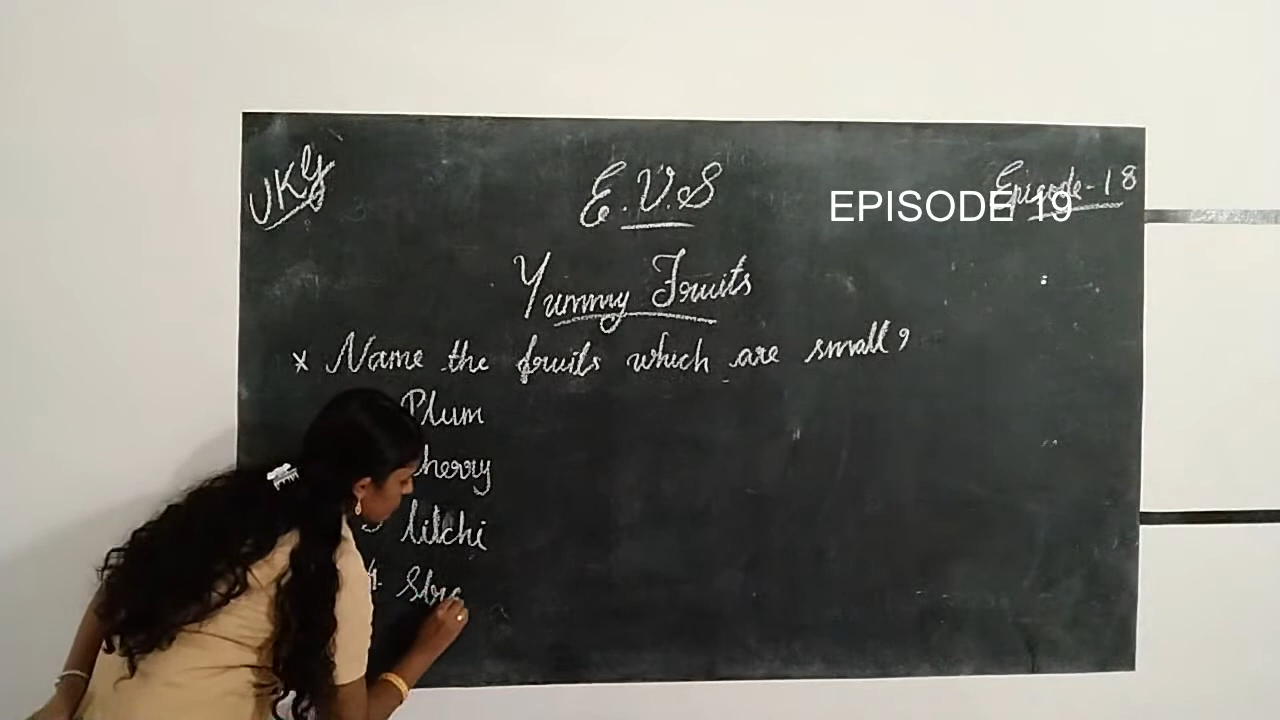 UKG
E.V.S
Episode-18
EPISODE 19
Yummy Fruits
* Name the fruits which are small?
Plum
herry
litchi
4. Str